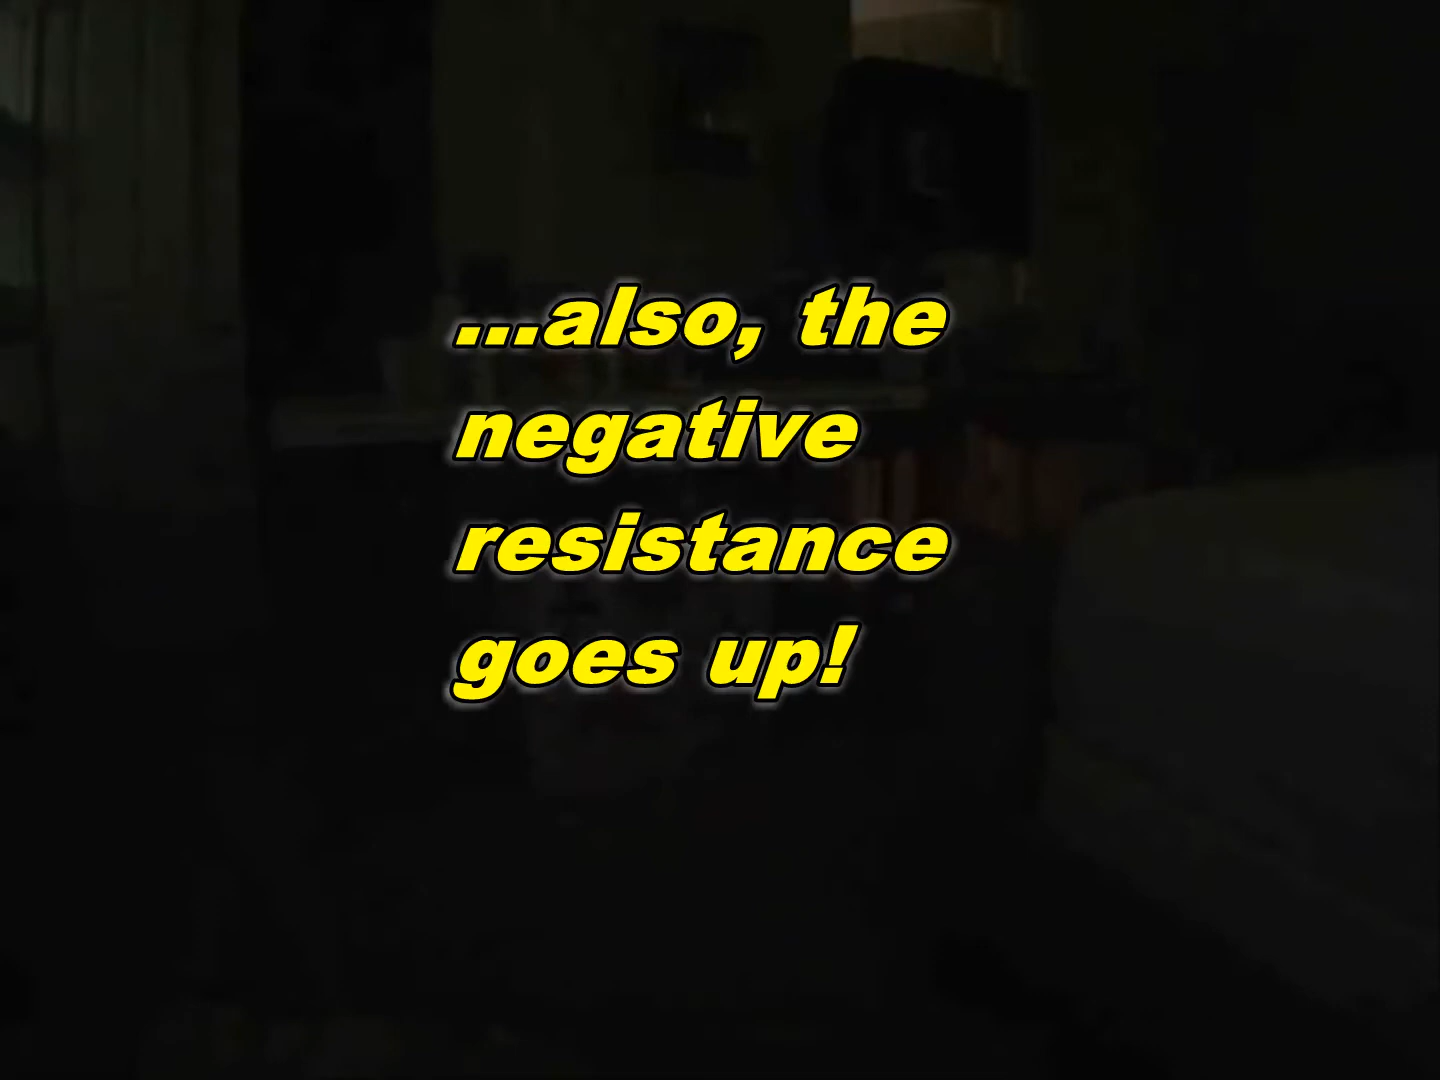 ...also, the
negative
resistance
goes up!